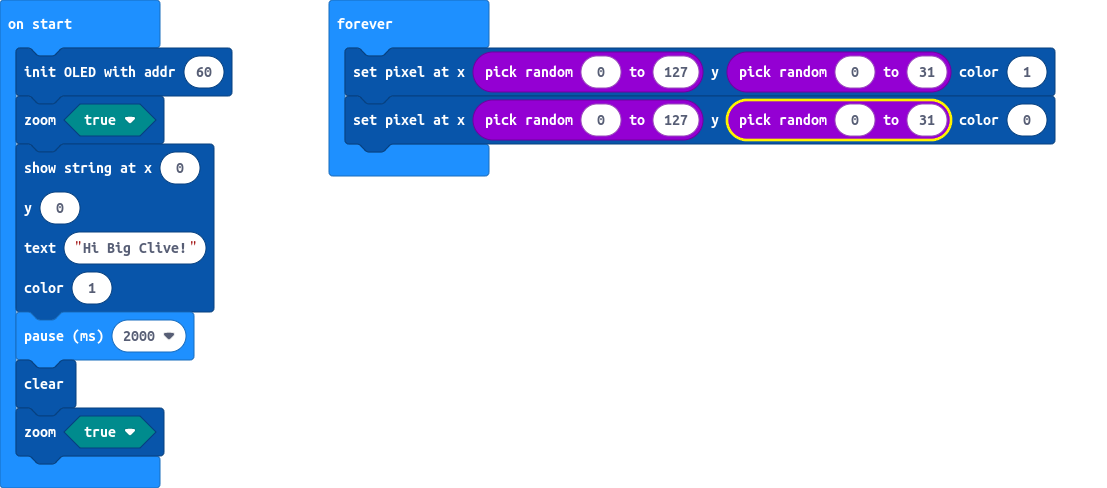 on start
init OLED with addr 60
zoom true
show string at x 0
y 0
text "Hi Big Clive!"
color 1
pause (ms) 2000
clear
zoom true
forever
set pixel at x pick random 0 to 127 y pick random 0 to 31 color 1
set pixel at x pick random 0 to 127 y pick random 0 to 31 color 0